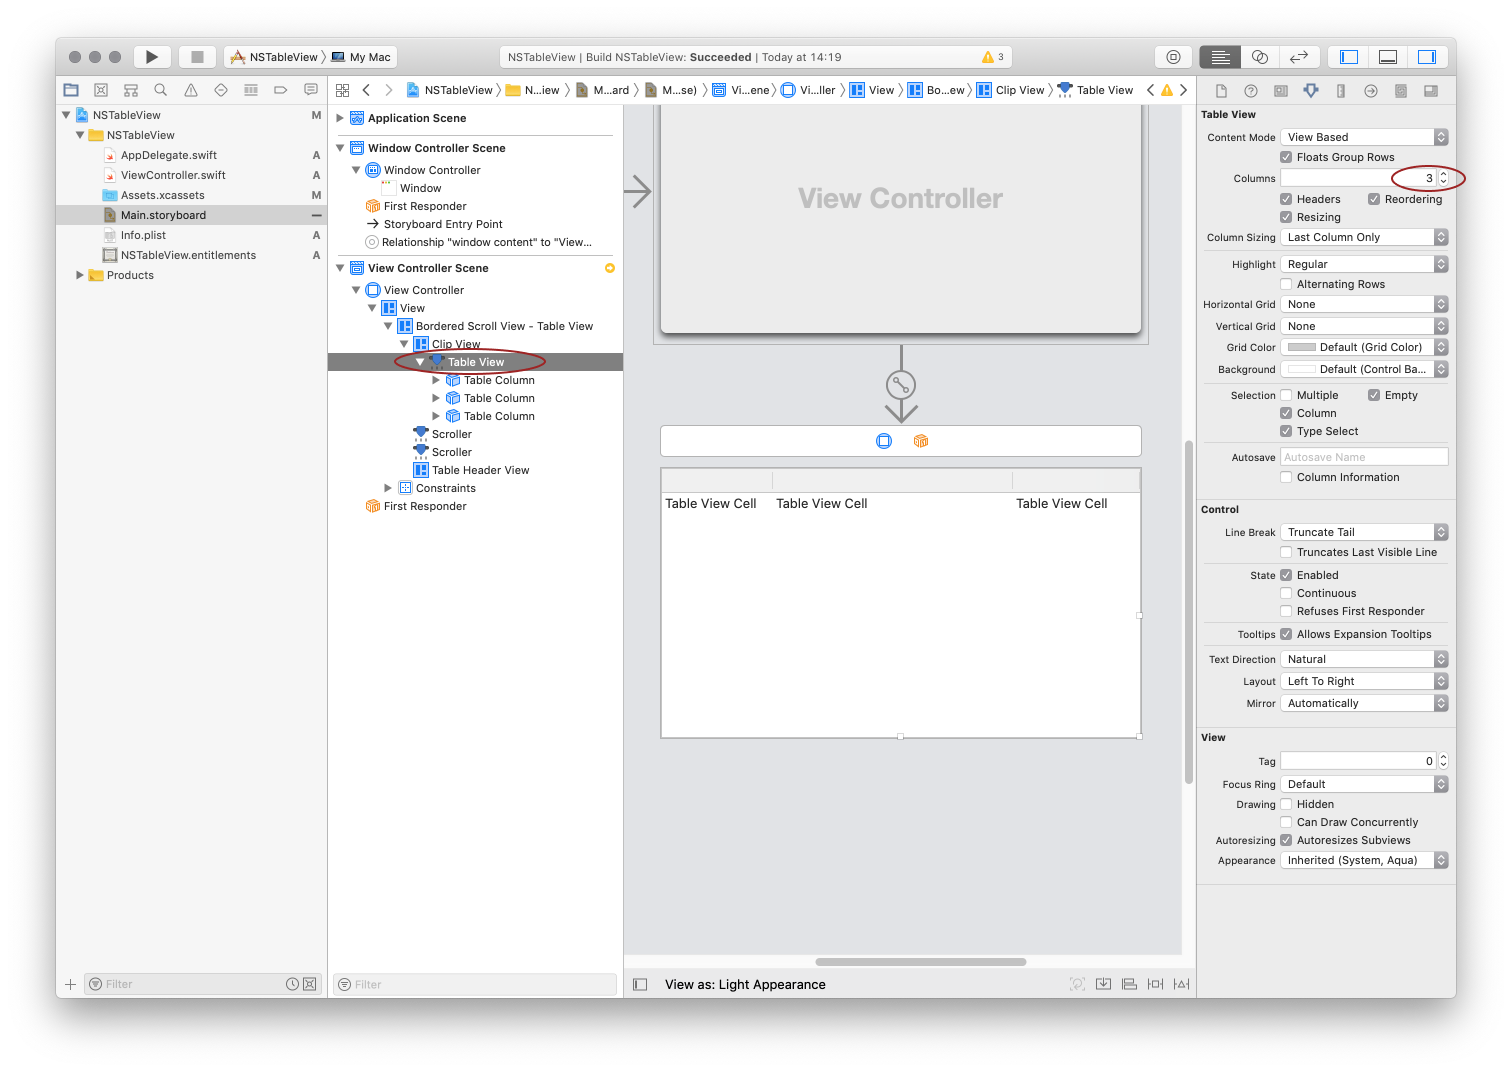 NSTableView My Mac
NSTableView | Build NSTableView: Succeeded | Today at 14:19
3
NSTableView N...iew M...ard M...se) Vi...ene Vi...ller View Bo...ew Clip View Table View
NSTableView M
NSTableView
AppDelegate.swift A
ViewController.swift A
Assets.xcassets M
Main.storyboard
Info.plist A
NSTableView.entitlements A
Products
Filter
Application Scene
Window Controller Scene
Window Controller
Window
First Responder
Storyboard Entry Point
Relationship "window content" to "View...
View Controller Scene
View Controller
View
Bordered Scroll View - Table View
Clip View
Table View
Table Column
Table Column
Table Column
Scroller
Scroller
Table Header View
Constraints
First Responder
Filter
View Controller
Table View Cell Table View Cell Table View Cell
View as: Light Appearance
Table View
Content Mode View Based
Floats Group Rows
Columns 3
Headers Reordering
Resizing
Column Sizing Last Column Only
Highlight Regular
Alternating Rows
Horizontal Grid None
Vertical Grid None
Grid Color Default (Grid Color)
Background Default (Control Ba...
Selection Multiple Empty
Column
Type Select
Autosave Autosave Name
Column Information
Control
Line Break Truncate Tail
Truncates Last Visible Line
State Enabled
Continuous
Refuses First Responder
Tooltips Allows Expansion Tooltips
Text Direction Natural
Layout Left To Right
Mirror Automatically
View
Tag 0
Focus Ring Default
Drawing Hidden
Can Draw Concurrently
Autoresizing Autoresizes Subviews
Appearance Inherited (System, Aqua)